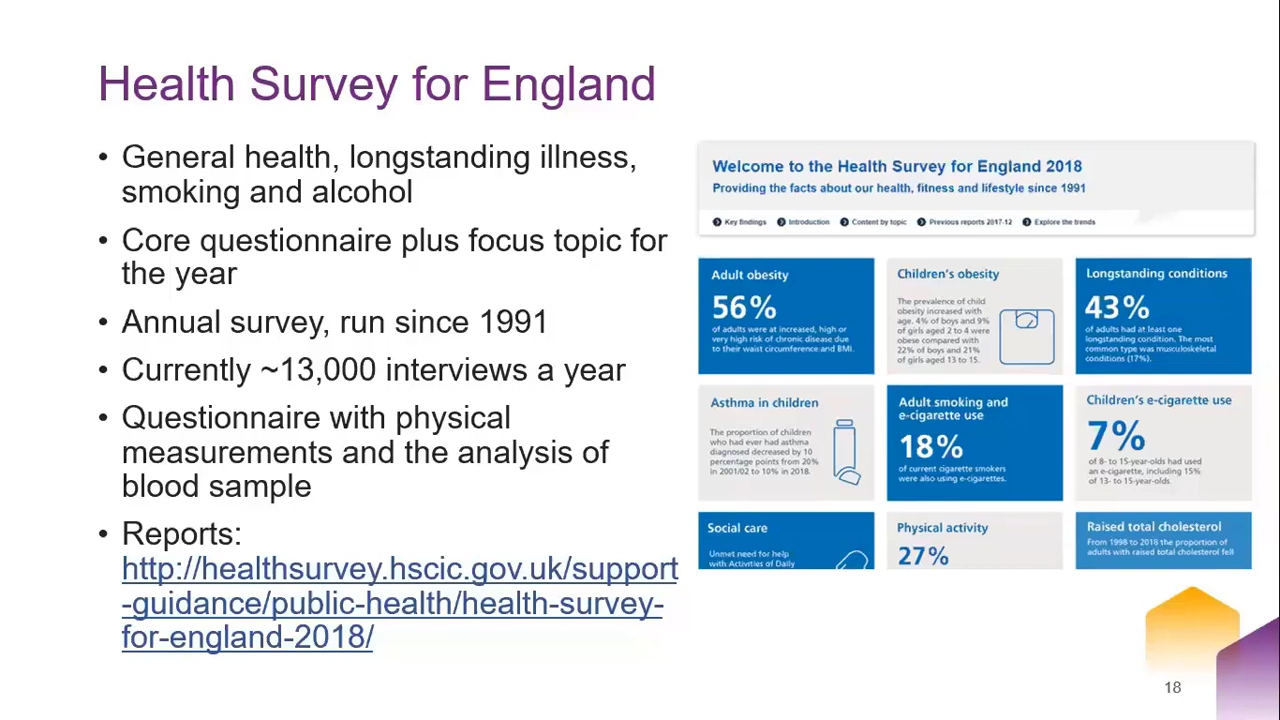 Health Survey for England
• General health, longstanding illness,
smoking and alcohol
• Core questionnaire plus focus topic for
the year
• Annual survey, run since 1991
• Currently ~13,000 interviews a year
• Questionnaire with physical
measurements and the analysis of
blood sample
• Reports:
http://healthsurvey.hscic.gov.uk/support
-guidance/public-health/health-survey-
for-england-2018/
Welcome to the Health Survey for England 2018
Providing the facts about our health, fitness and lifestyle since 1991
Key findings Introduction Content by topic Previous reports 2017-12 Explore the trends
Adult obesity
56%
of adults were at increased, high or
very high risk of chronic disease due
to their waist circumference and BMI.
Children's obesity
The prevalence of child
obesity increased with
age. 4% of boys and 9%
of girls aged 2 to 4 were
obese compared with
22% of boys and 21%
of girls aged 13 to 15.
Longstanding conditions
43%
of adults had at least one
longstanding condition. The most
common type was musculoskeletal
conditions (17%).
Asthma in children
The proportion of children
who had ever had asthma
diagnosed decreased by 10
percentage points from 20%
in 2001/02 to 10% in 2018.
Adult smoking and
e-cigarette use
18%
of current cigarette smokers
were also using e-cigarettes.
Children's e-cigarette use
7%
of 8- to 15-year-olds had used
an e-cigarette, including 15%
of 13- to 15-year-olds.
Social care
Unmet need for help
with Activities of Daily
Physical activity
27%
Raised total cholesterol
From 1998 to 2018 the proportion of
adults with raised total cholesterol fell
18